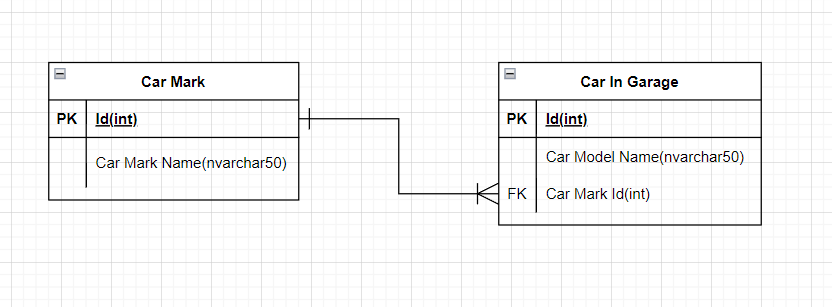 Car Mark
PK Id(int)
Car Mark Name(nvarchar50)
Car In Garage
PK Id(int)
Car Model Name(nvarchar50)
FK Car Mark Id(int)